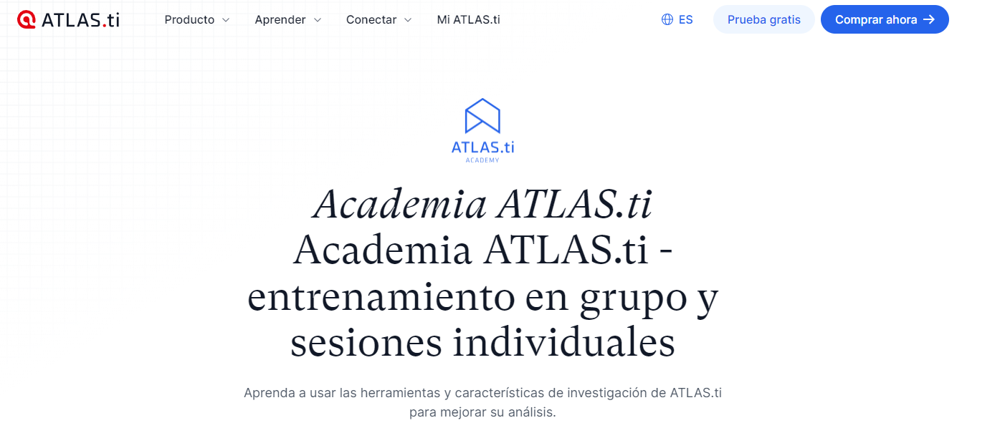 ATLAS.ti Producto Aprender Conectar Mi ATLAS.ti ES Prueba gratis Comprar ahora
ATLAS.ti
ACADEMY
Academia ATLAS.ti
Academia ATLAS.ti -
entrenamiento en grupo y
sesiones individuales
Aprenda a usar las herramientas y características de investigación de ATLAS.ti
para mejorar su análisis.